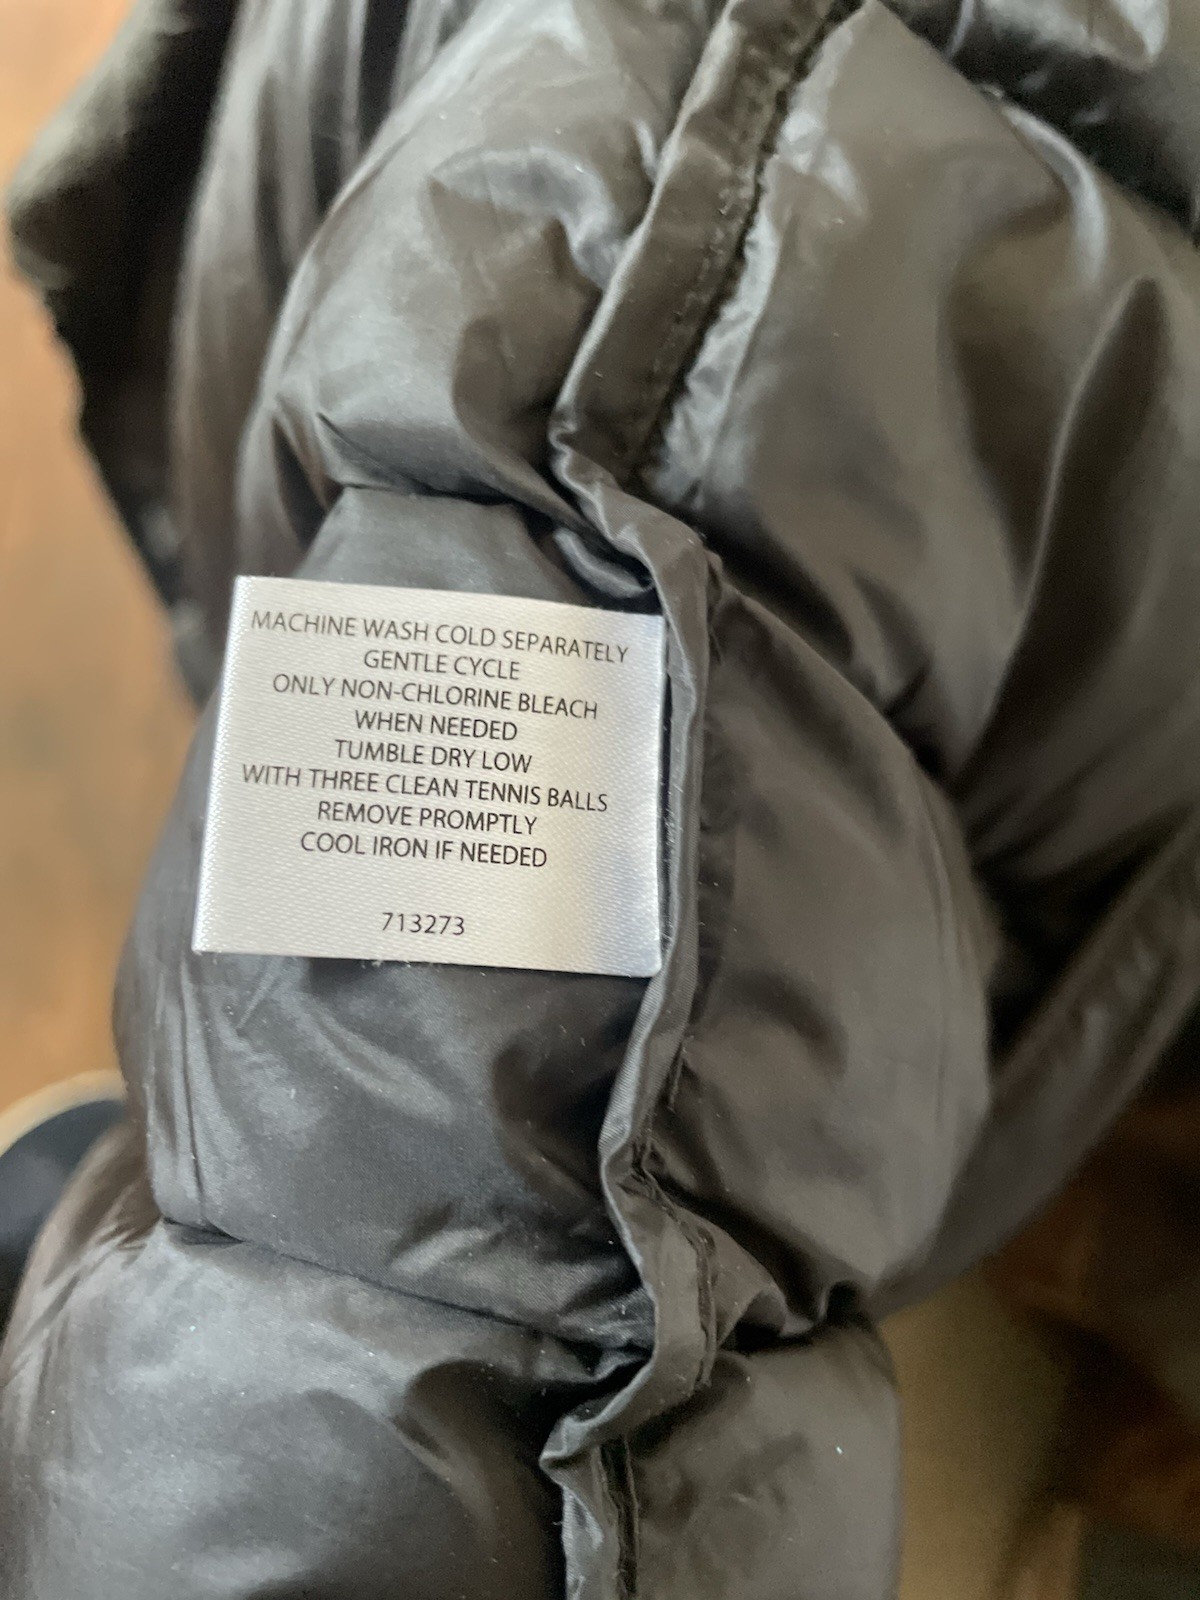 MACHINE WASH COLD SEPARATELY
GENTLE CYCLE
ONLY NON-CHLORINE BLEACH
WHEN NEEDED
TUMBLE DRY LOW
WITH THREE CLEAN TENNIS BALLS
REMOVE PROMPTLY
COOL IRON IF NEEDED
713273